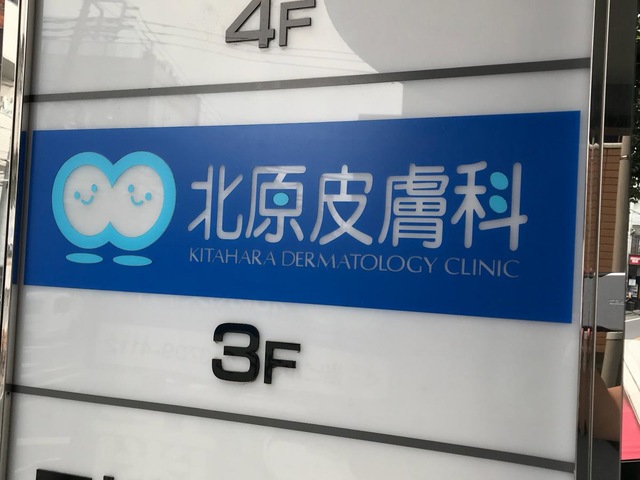 4F
北原皮膚科
KITAHARA DERMATOLOGY CLINIC
3F